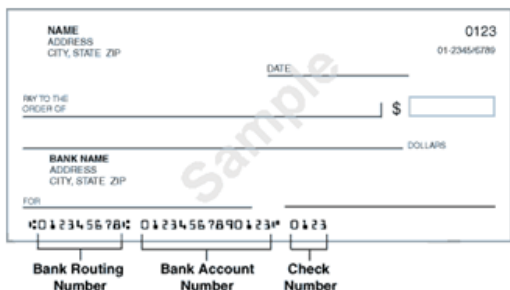 NAME
ADDRESS
CITY, STATE ZIP
0123
01-2345/6789
DATE
PAY TO THE
ORDER OF
$
DOLLARS
Sample
BANK NAME
ADDRESS
CITY, STATE ZIP
FOR
⑆012345678⑆ 01234567890123⑈ 0123
Bank Routing
Number
Bank Account
Number
Check
Number